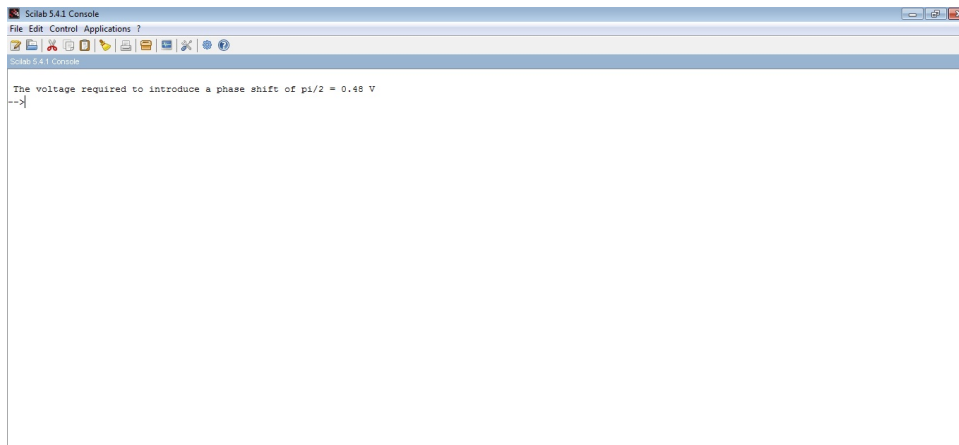 Scilab 5.4.1 Console
File Edit Control Applications ?
Scilab 5.4.1 Console
The voltage required to introduce a phase shift of pi/2 = 0.48 V
-->